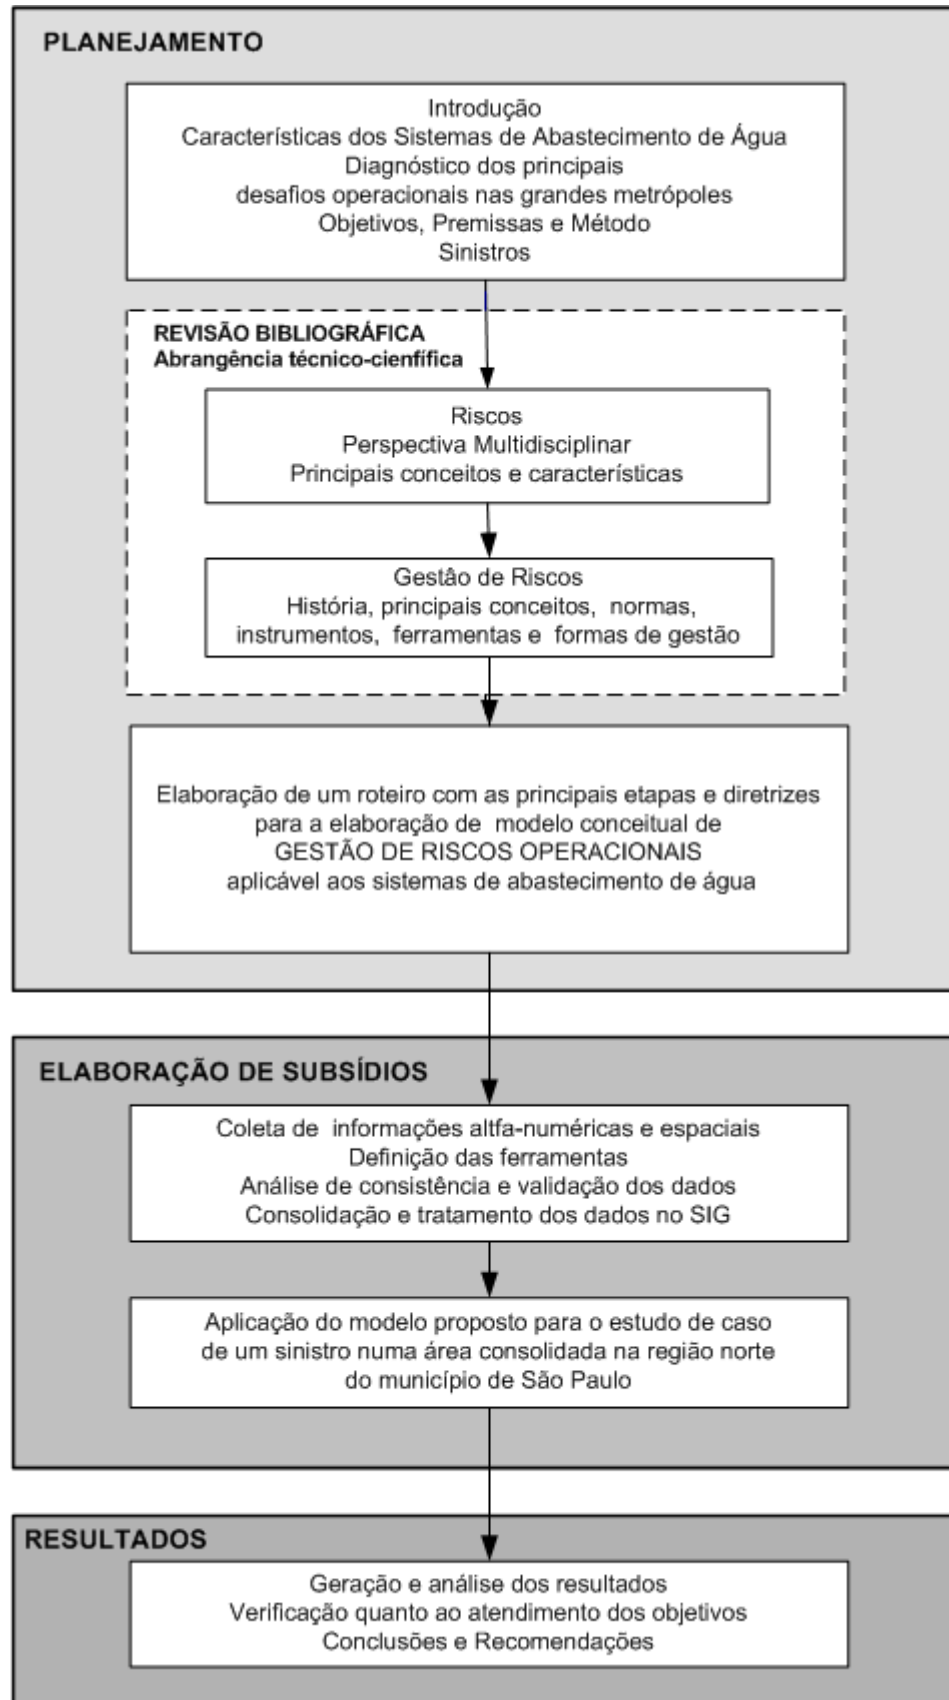 PLANEJAMENTO
Introdução
Características dos Sistemas de Abastecimento de Água
Diagnóstico dos principais
desafios operacionais nas grandes metrópoles
Objetivos, Premissas e Método
Sinistros
REVISÃO BIBLIOGRÁFICA
Abrangência técnico-cienfífica
Riscos
Perspectiva Multidisciplinar
Principais conceitos e características
Gestâo de Riscos
História, principais conceitos, normas,
instrumentos, ferramentas e formas de gestão
Elaboração de um roteiro com as principais etapas e diretrizes
para a elaboração de modelo conceitual de
GESTÃO DE RISCOS OPERACIONAIS
aplicável aos sistemas de abastecimento de água
ELABORAÇÃO DE SUBSÍDIOS
Coleta de informações altfa-numéricas e espaciais
Definição das ferramentas
Análise de consistência e validação dos dados
Consolidação e tratamento dos dados no SIG
Aplicação do modelo proposto para o estudo de caso
de um sinistro numa área consolidada na região norte
do município de São Paulo
RESULTADOS
Geração e análise dos resultados
Verificação quanto ao atendimento dos objetivos
Conclusões e Recomendações